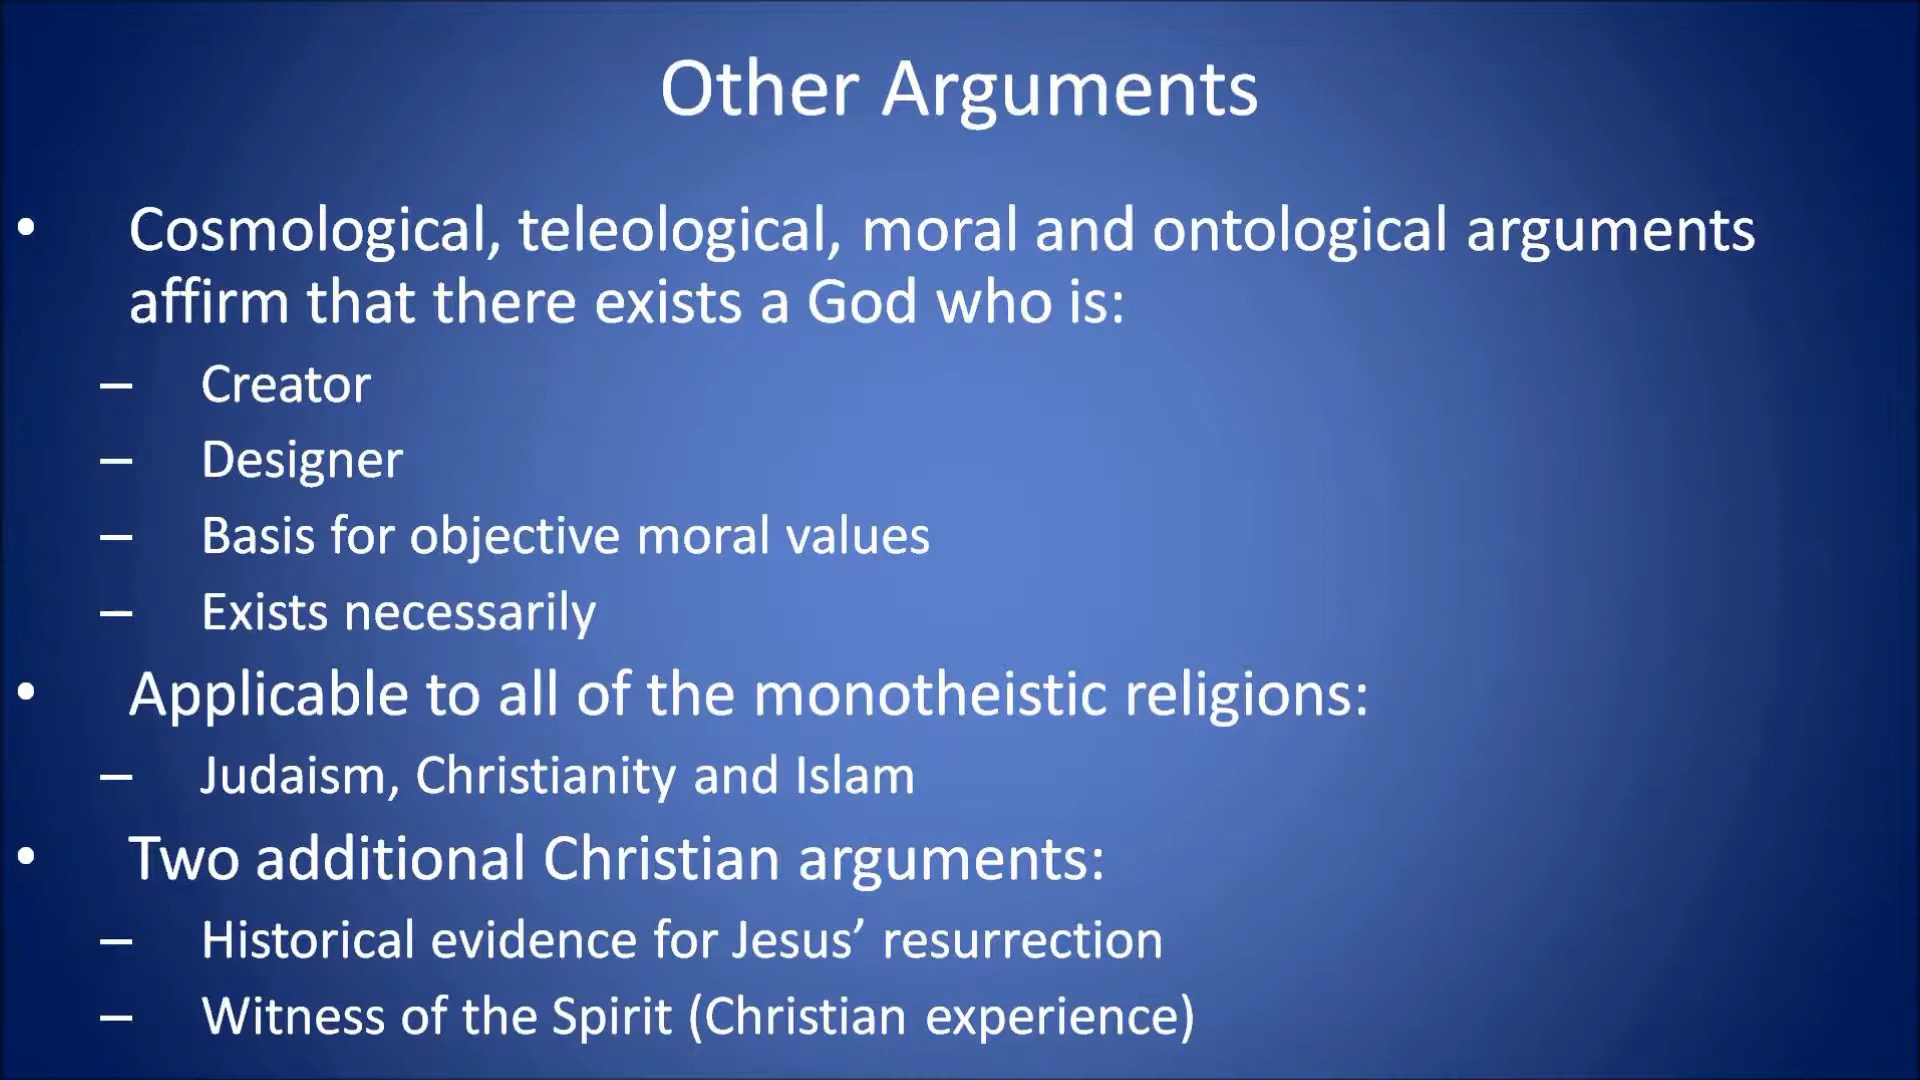 Other Arguments
• Cosmological, teleological, moral and ontological arguments
affirm that there exists a God who is:
– Creator
– Designer
– Basis for objective moral values
– Exists necessarily
• Applicable to all of the monotheistic religions:
– Judaism, Christianity and Islam
• Two additional Christian arguments:
– Historical evidence for Jesus’ resurrection
– Witness of the Spirit (Christian experience)